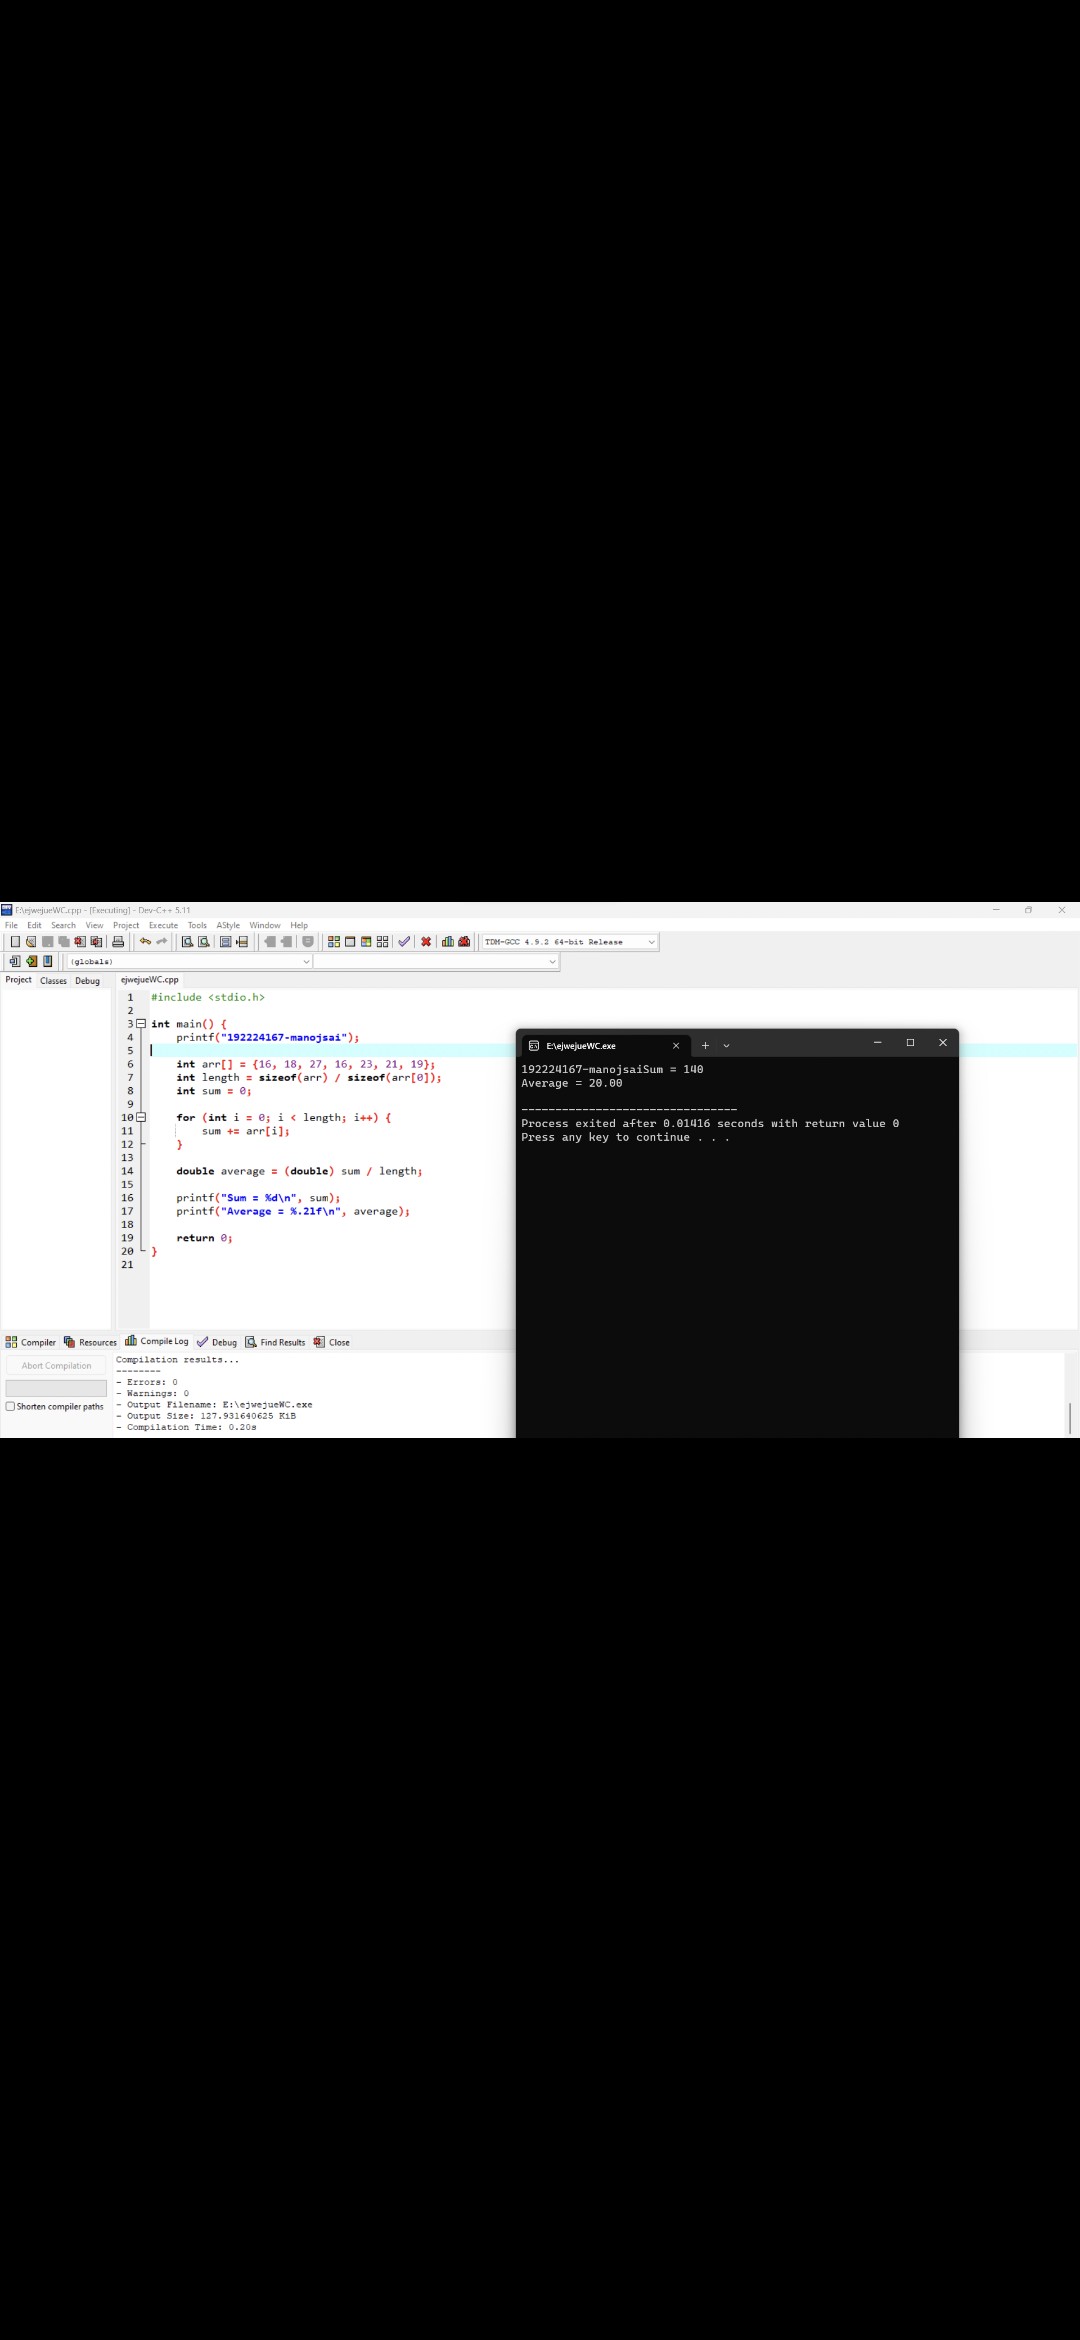 E:\ejwejueWC.cpp - [Executing] - Dev-C++ 5.11
File Edit Search View Project Execute Tools AStyle Window Help
TDM-GCC 4.9.2 64-bit Release
(globals)
Project Classes Debug
ejwejueWC.cpp
1 #include <stdio.h>
2
3 int main() {
4 printf("192224167-manojsai");
5
6 int arr[] = {16, 18, 27, 16, 23, 21, 19};
7 int length = sizeof(arr) / sizeof(arr[0]);
8 int sum = 0;
9
10 for (int i = 0; i < length; i++) {
11 sum += arr[i];
12 }
13
14 double average = (double) sum / length;
15
16 printf("Sum = %d\n", sum);
17 printf("Average = %.2lf\n", average);
18
19 return 0;
20 }
21
E:\ejwejueWC.exe
192224167-manojsaiSum = 140
Average = 20.00
--------------------------------
Process exited after 0.01416 seconds with return value 0
Press any key to continue . . .
Compiler Resources Compile Log Debug Find Results Close
Abort Compilation
Shorten compiler paths
Compilation results...
--------
- Errors: 0
- Warnings: 0
- Output Filename: E:\ejwejueWC.exe
- Output Size: 127.931640625 KiB
- Compilation Time: 0.20s